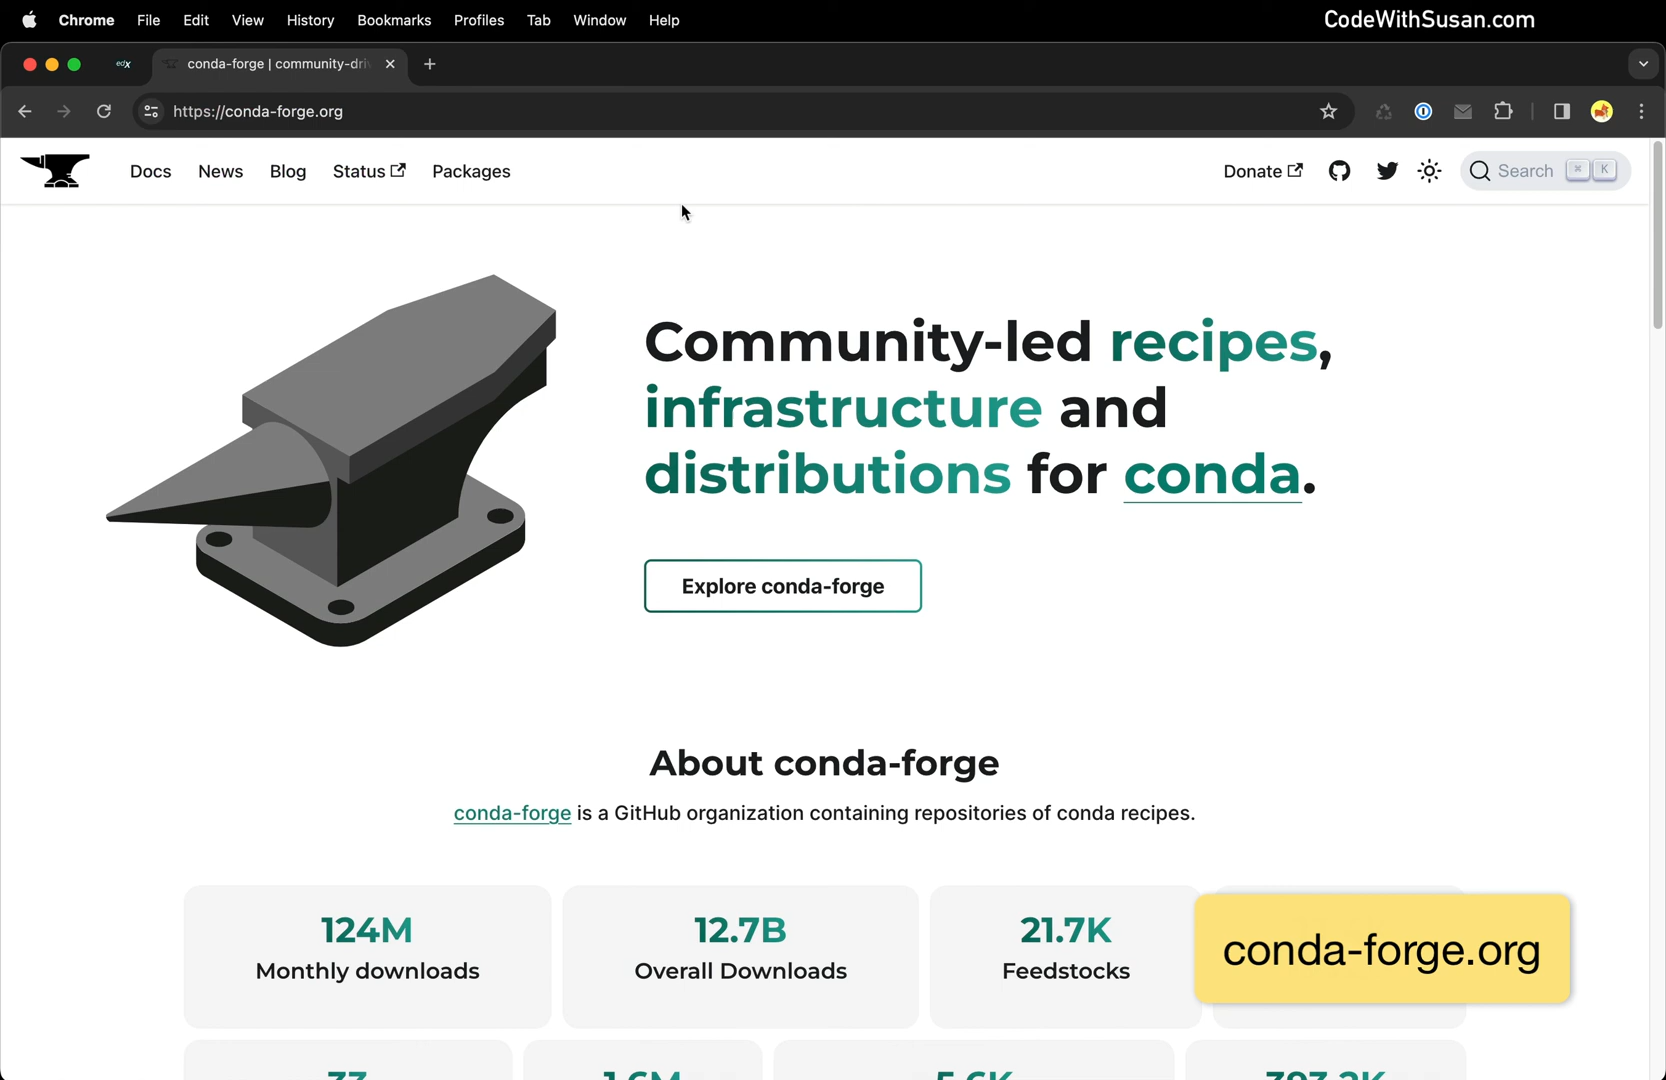 Chrome File Edit View History Bookmarks Profiles Tab Window Help
CodeWithSusan.com
edX
conda-forge | community-dri
https://conda-forge.org
Docs News Blog Status Packages
Donate
Search ⌘ K
Community-led recipes,
infrastructure and
distributions for conda.
Explore conda-forge
About conda-forge
conda-forge is a GitHub organization containing repositories of conda recipes.
124M
Monthly downloads
12.7B
Overall Downloads
21.7K
Feedstocks
conda-forge.org